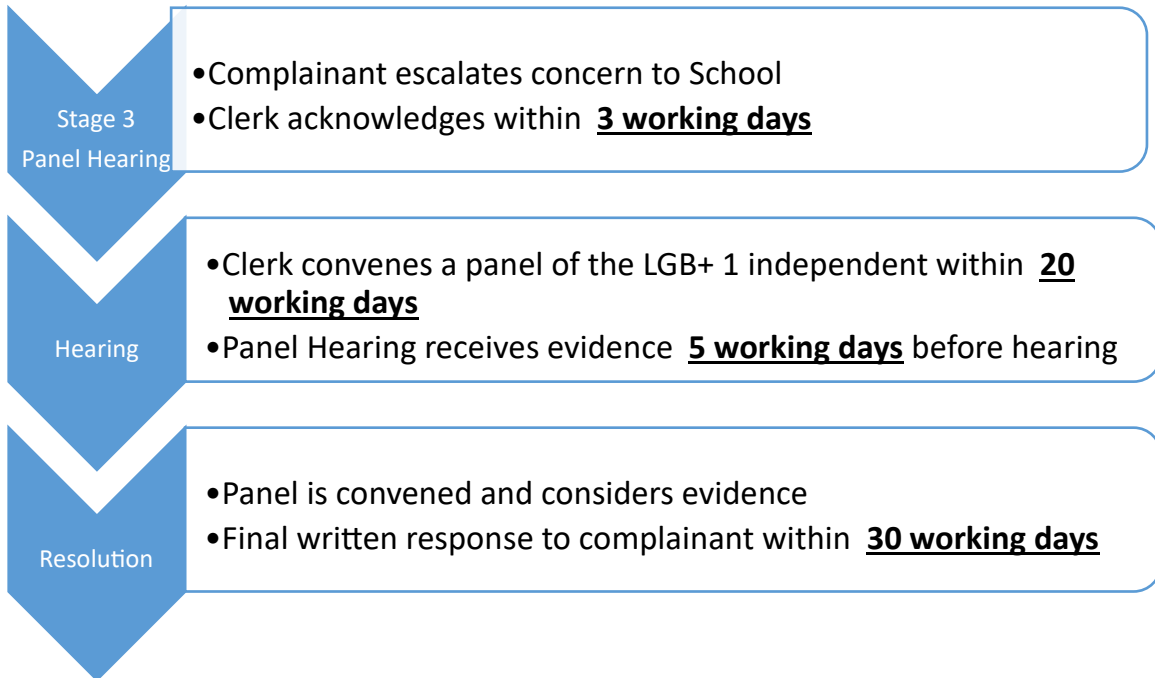 Stage 3
Panel Hearing
•Complainant escalates concern to School
•Clerk acknowledges within 3 working days
Hearing
•Clerk convenes a panel of the LGB+ 1 independent within 20
working days
•Panel Hearing receives evidence 5 working days before hearing
Resolution
•Panel is convened and considers evidence
•Final written response to complainant within 30 working days